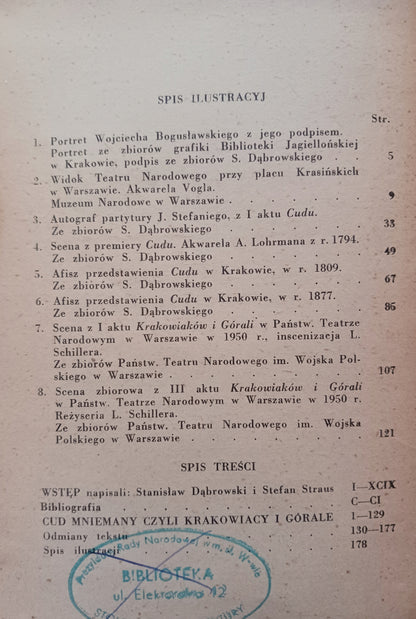 SPIS ILUSTRACYJ
Str.
1. Portret Wojciecha Bogusławskiego z jego podpisem.
Portret ze zbiorów grafiki Biblioteki Jagiellońskiej
w Krakowie, podpis ze zbiorów S. Dąbrowskiego . . 5
2. Widok Teatru Narodowego przy placu Krasińskich
w Warszawie. Akwarela Vogla.
Muzeum Narodowe w Warszawie . . . . . . 9
3. Autograf partytury J. Stefaniego, z I aktu Cudu.
Ze zbiorów S. Dąbrowskiego . . . . . . . 33
4. Scena z premiery Cudu. Akwarela A. Lohrmana z r. 1794.
Ze zbiorów S. Dąbrowskiego . . . . . . . 49
5. Afisz przedstawienia Cudu w Krakowie, w r. 1809.
Ze zbiorów S. Dąbrowskiego . . . . . . . 67
6. Afisz przedstawienia Cudu w Krakowie, w r. 1877.
Ze zbiorów S. Dąbrowskiego . . . . . . . 86
7. Scena z I aktu Krakowiaków i Górali w Państw. Teatrze
Narodowym w Warszawie w 1950 r., inscenizacja L.
Schillera.
Ze zbiorów Państw. Teatru Narodowego im. Wojska Pol-
skiego w Warszawie . . . . . . . . . 107
8. Scena zbiorowa z III aktu Krakowiaków i Górali
w Państw. Teatrze Narodowym w Warszawie w 1950 r.
Reżyseria L. Schillera.
Ze zbiorów Państw. Teatru Narodowego im. Wojska
Polskiego w Warszawie . . . . . . . . 121
SPIS TREŚCI
WSTĘP napisali: Stanisław Dąbrowski i Stefan Straus I—XCIX
Bibliografia . . . . . . . . . . C—CI
CUD MNIEMANY CZYLI KRAKOWIACY I GÓRALE . 1—129
Odmiany tekstu . . . . . . . . . 130—177
Spis ilustracji . . . . . . . . . 178
Rady Narodowej w m. st. W-wie
BIBLIOTEKA
ul. Elektoralna 12